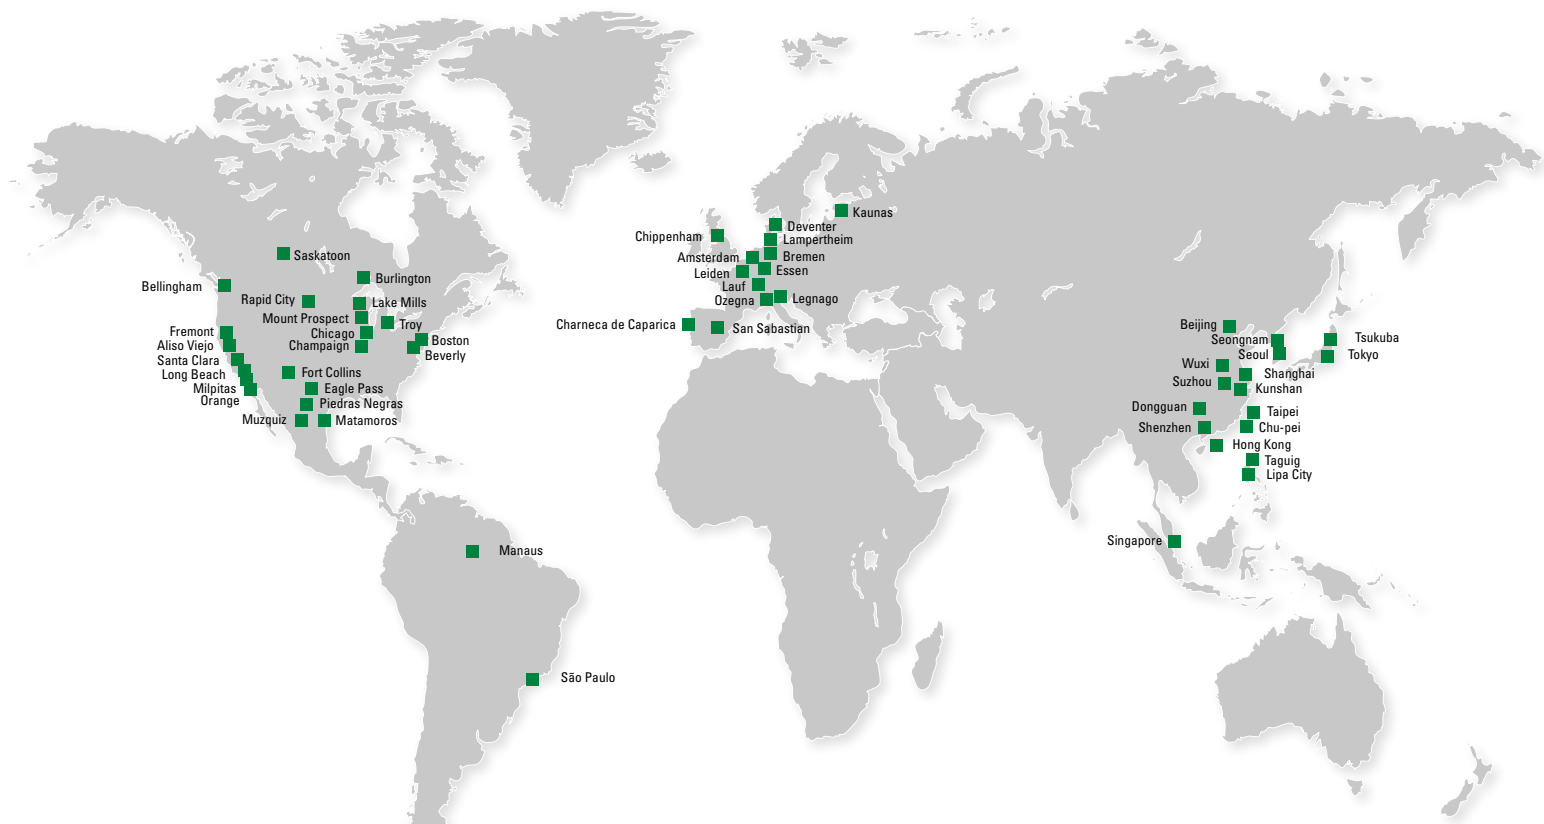 Saskatoon
Burlington
Bellingham
Rapid City
Lake Mills
Mount Prospect
Troy
Fremont
Chicago
Boston
Aliso Viejo
Champaign
Beverly
Santa Clara
Long Beach
Fort Collins
Milpitas
Eagle Pass
Orange
Piedras Negras
Muzquiz
Matamoros
Manaus
São Paulo
Kaunas
Deventer
Chippenham
Lampertheim
Amsterdam
Bremen
Leiden
Essen
Lauf
Ozegna
Legnago
Charneca de Caparica
San Sabastian
Beijing
Seongnam
Tsukuba
Seoul
Tokyo
Wuxi
Shanghai
Suzhou
Kunshan
Dongguan
Taipei
Shenzhen
Chu-pei
Hong Kong
Taguig
Lipa City
Singapore